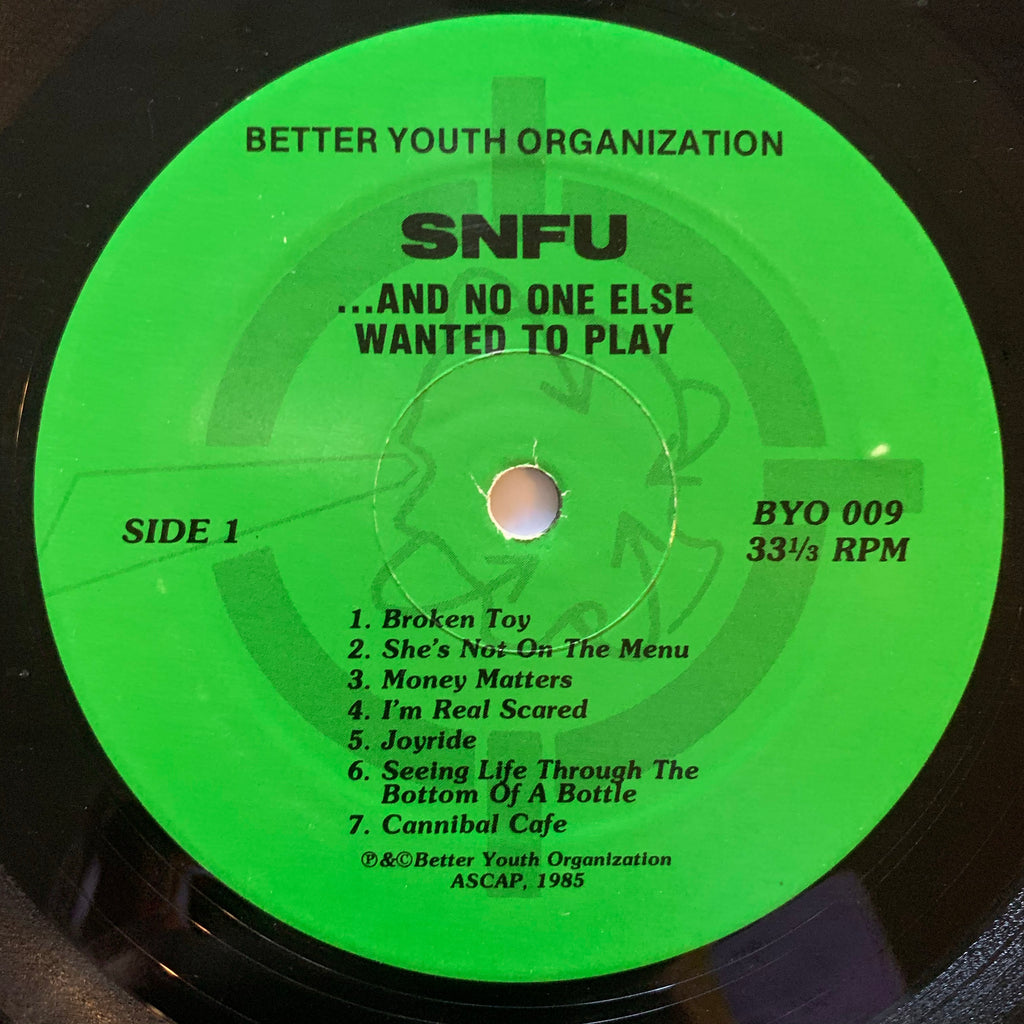 BETTER YOUTH ORGANIZATION
SNFU
...AND NO ONE ELSE
WANTED TO PLAY
SIDE 1
BYO 009
33⅓ RPM
1. Broken Toy
2. She's Not On The Menu
3. Money Matters
4. I'm Real Scared
5. Joyride
6. Seeing Life Through The
Bottom Of A Bottle
7. Cannibal Cafe
℗&©Better Youth Organization
ASCAP, 1985